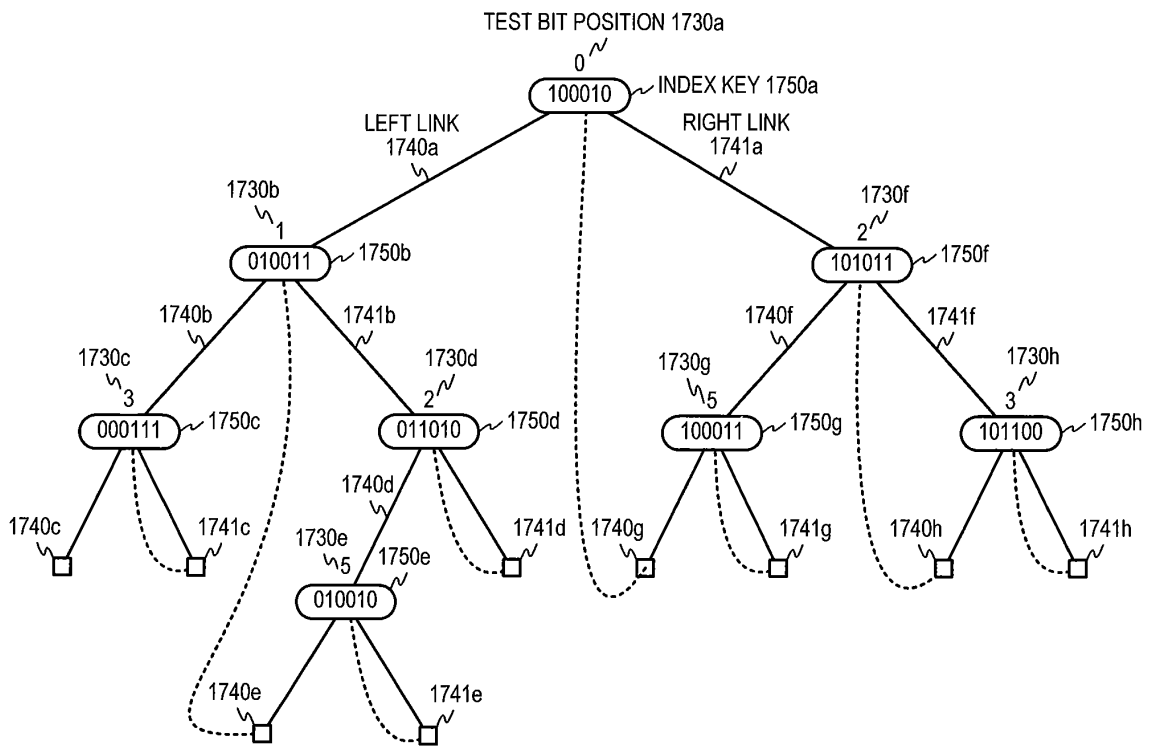 TEST BIT POSITION 1730a
0
100010
INDEX KEY 1750a
LEFT LINK
1740a
RIGHT LINK
1741a
1730b
1
010011
1750b
1730f
2
101011
1750f
1740b
1741b
1740f
1741f
1730c
3
000111
1750c
1730d
2
011010
1750d
1730g
5
100011
1750g
1730h
3
101100
1750h
1740c
1741c
1740d
1741d
1740g
1741g
1740h
1741h
1730e
5
010010
1750e
1740e
1741e